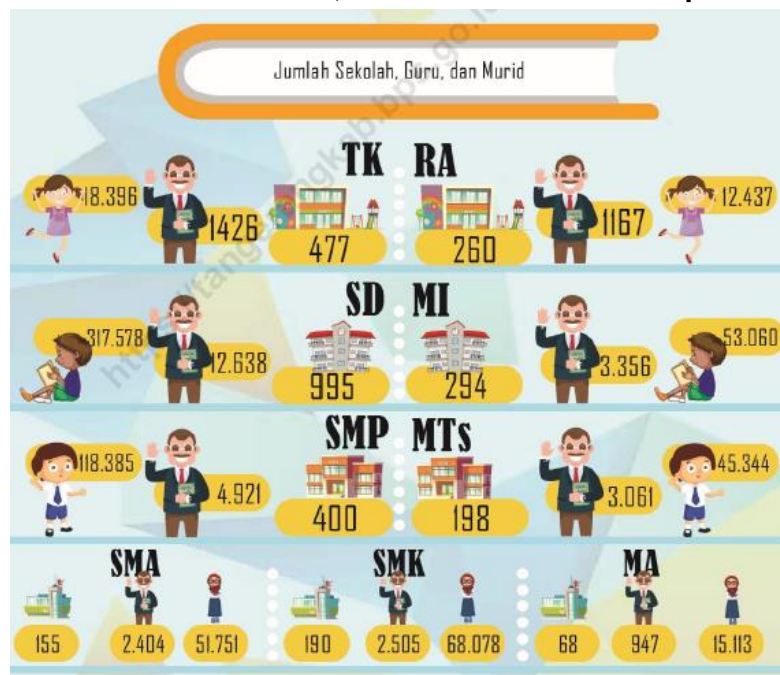 Jumlah Sekolah, Guru, dan Murid
TK RA
18.396 1426 477 260 1167 12.437
SD MI
317.578 12.638 995 294 3.356 53.060
SMP MTs
118.385 4.921 400 198 3.061 45.344
SMA SMK MA
155 2.404 51.751 190 2.505 68.078 68 947 15.113